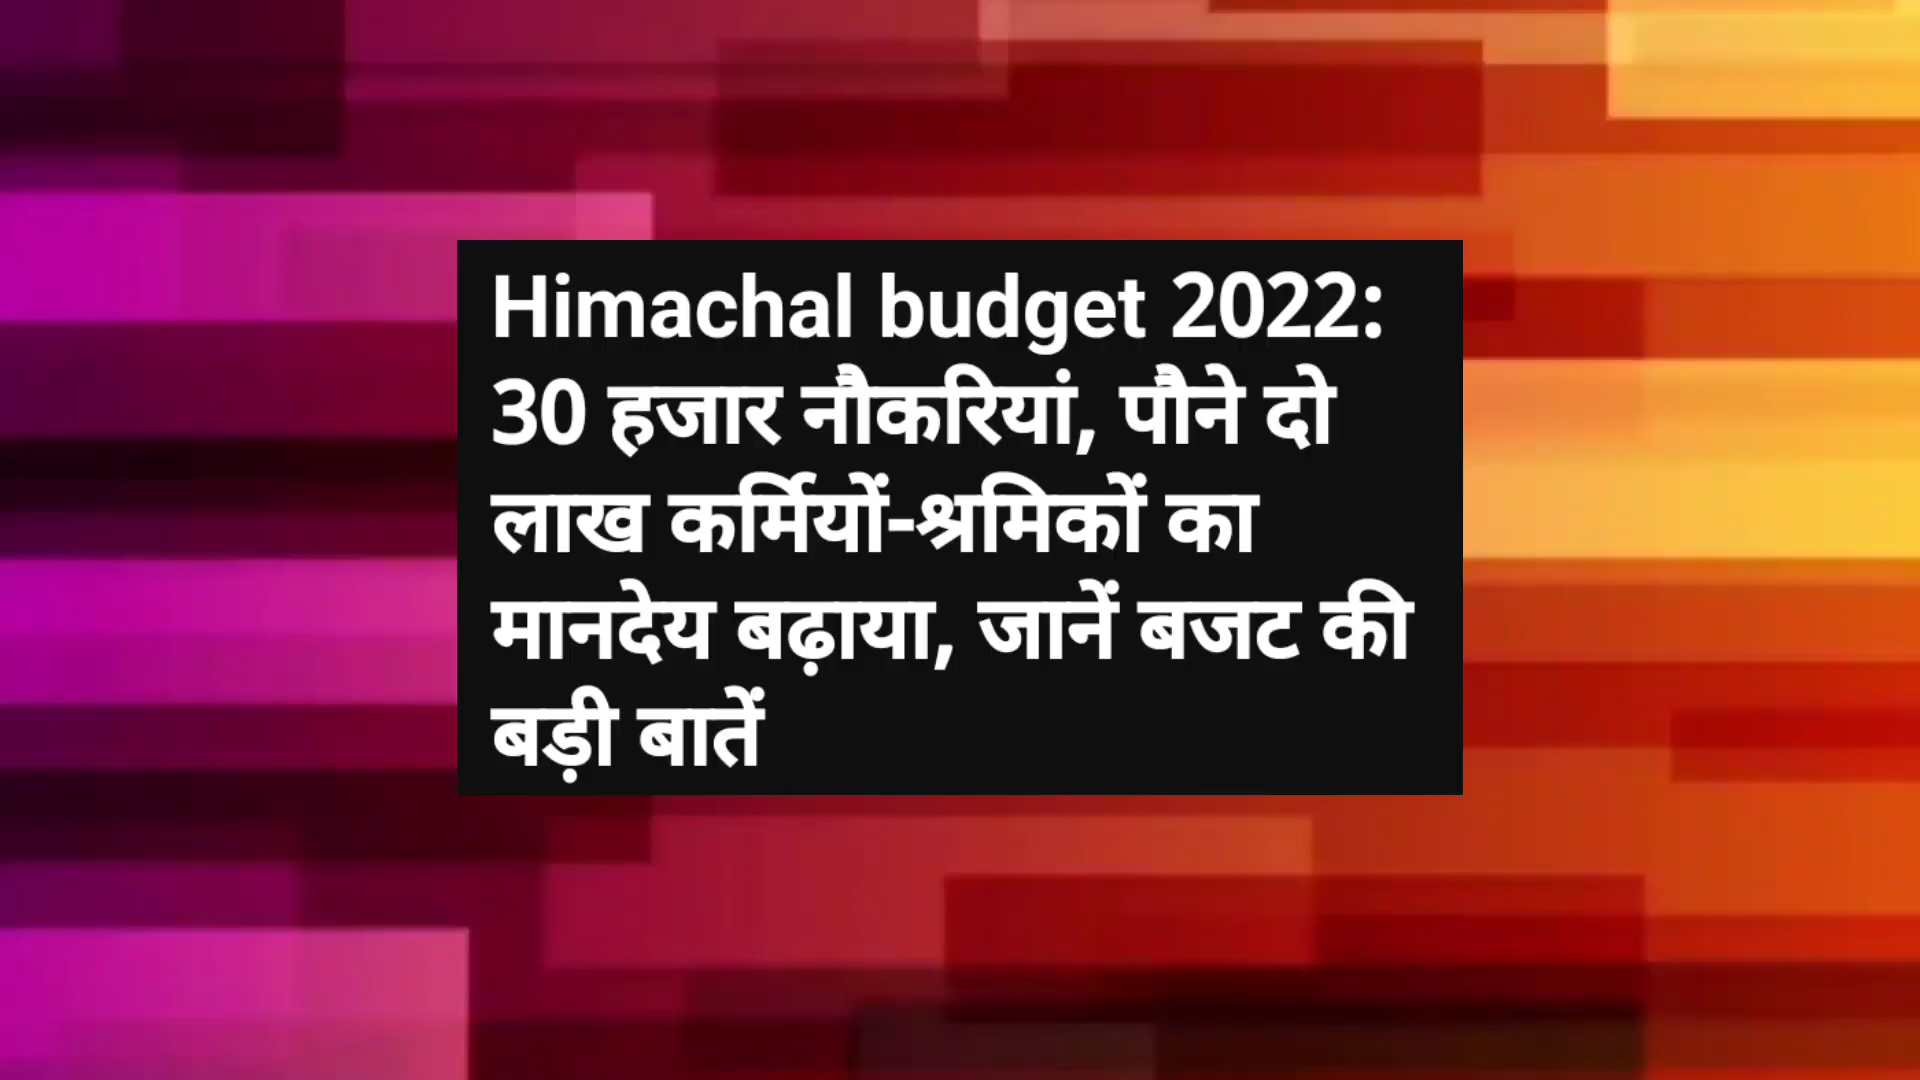 Himachal budget 2022:
30 हजार नौकरियां, पौने दो
लाख कर्मियों-श्रमिकों का
मानदेय बढ़ाया, जानें बजट की
बड़ी बातें